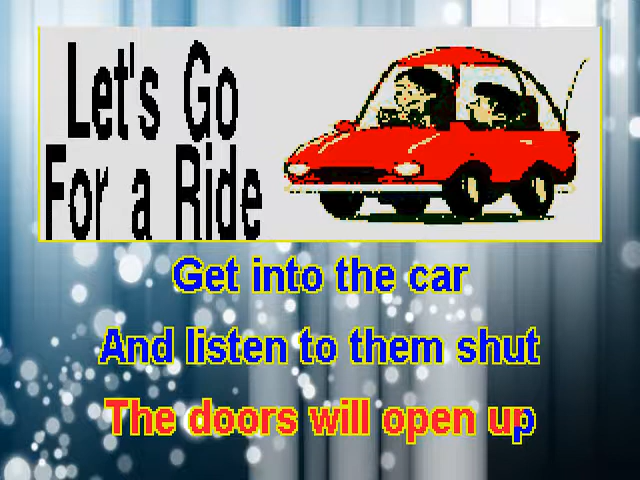 Let's Go
For a Ride
Get into the car
And listen to them shut
The doors will open up